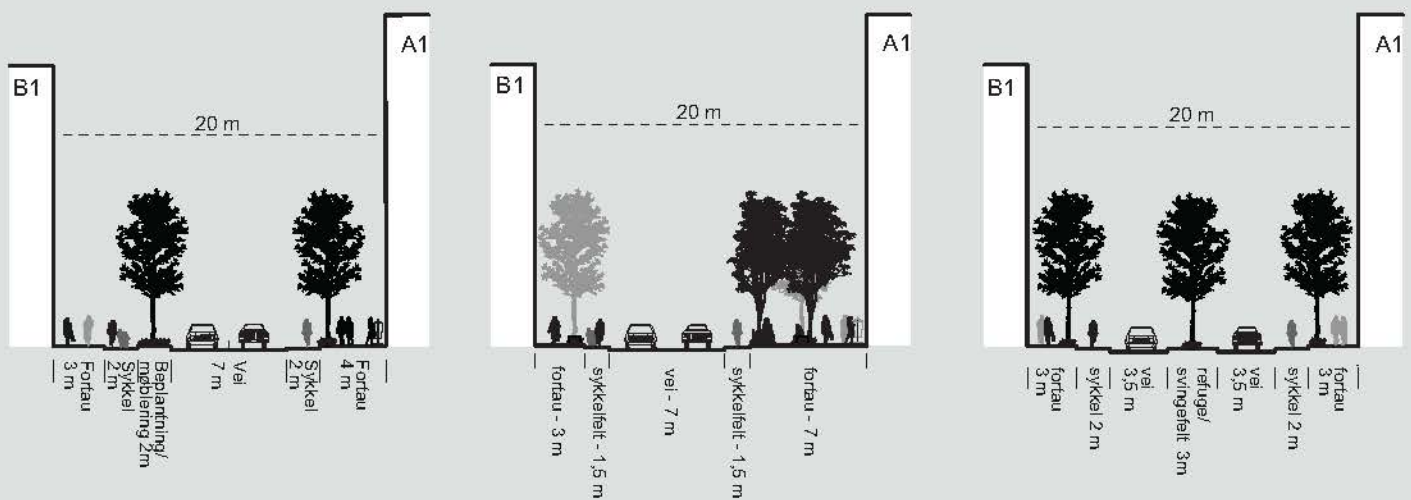 B1
A1
20 m
Fortau
3 m
Sykkel
2 m
Beplantning/
møblering 2m
Vei
7 m
Sykkel
2 m
Fortau
4 m
B1
A1
20 m
fortau - 3 m
sykkelfelt - 1,5 m
vei - 7 m
sykkelfelt - 1,5 m
fortau - 7 m
B1
A1
20 m
fortau
3 m
sykkel 2 m
vei
3,5 m
refuge/
svingefelt 3m
vei
3,5 m
sykkel 2 m
fortau
3 m